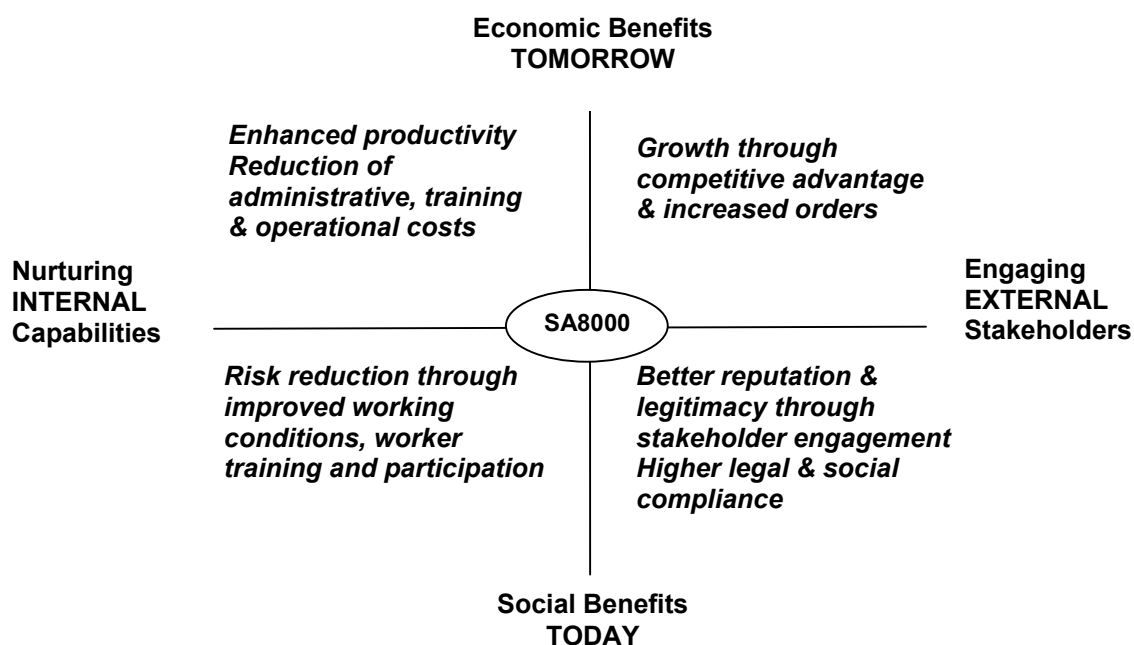 Economic Benefits
TOMORROW
Enhanced productivity
Reduction of
administrative, training
& operational costs
Growth through
competitive advantage
& increased orders
Nurturing
INTERNAL
Capabilities
SA8000
Engaging
EXTERNAL
Stakeholders
Risk reduction through
improved working
conditions, worker
training and participation
Better reputation &
legitimacy through
stakeholder engagement
Higher legal & social
compliance
Social Benefits
TODAY